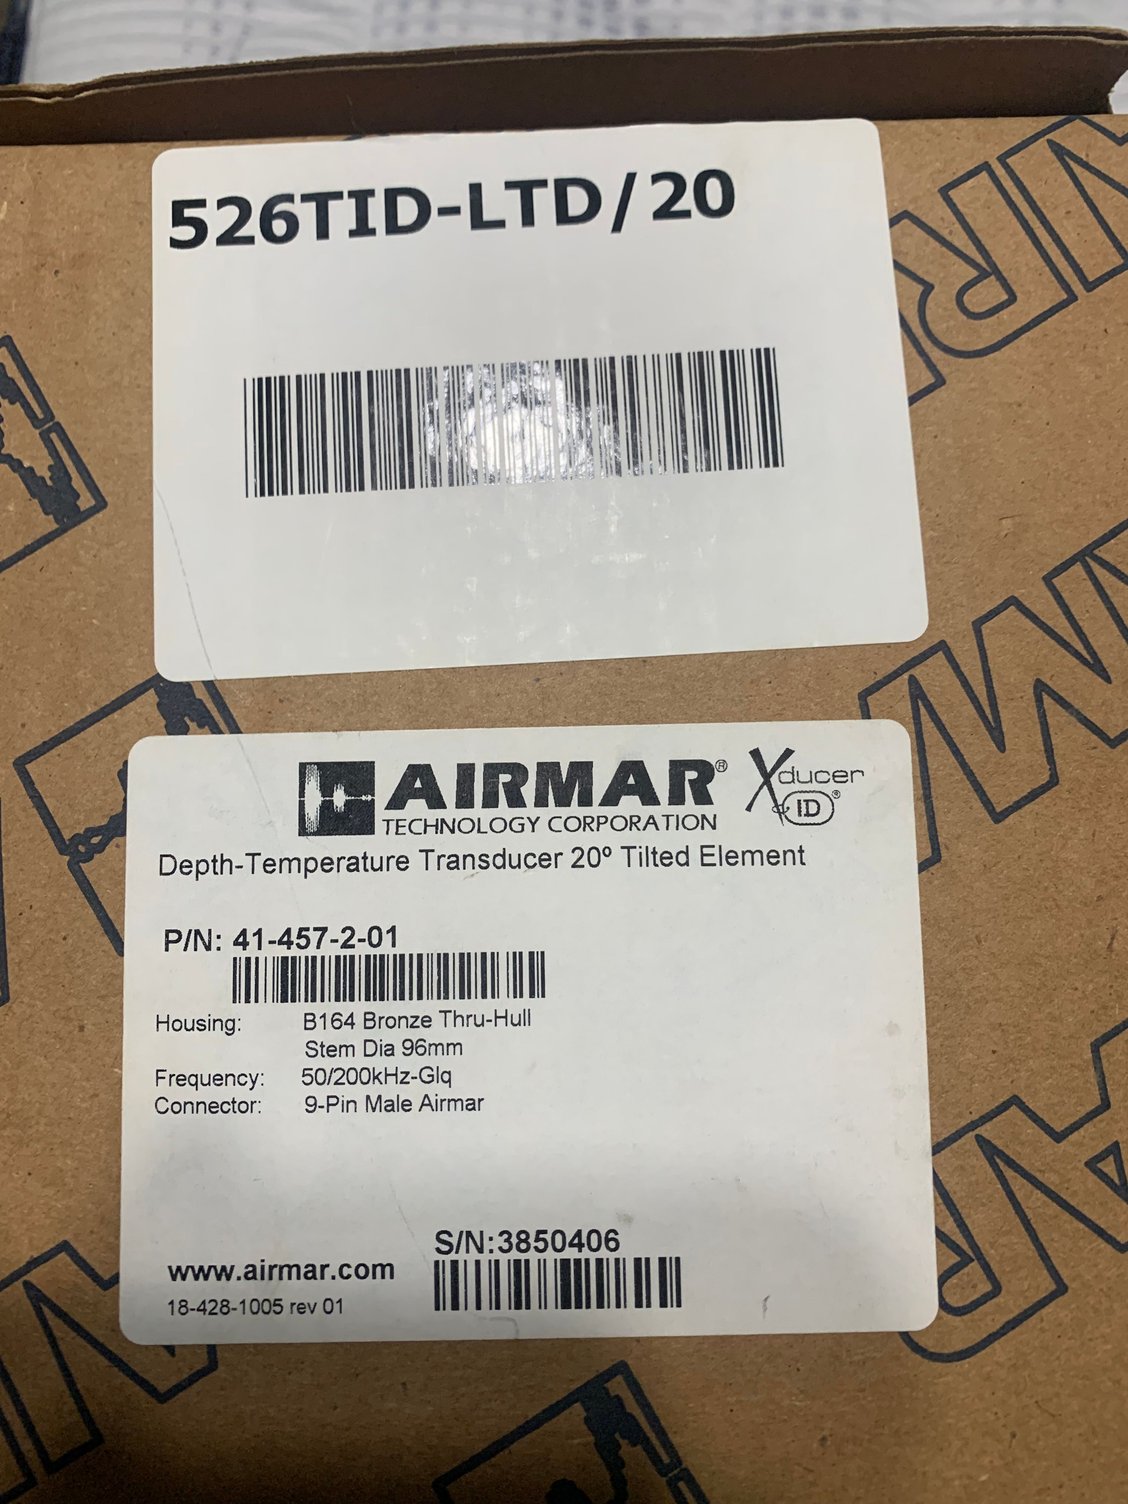 526TID-LTD/20
AIRMAR®
TECHNOLOGY CORPORATION
Xducer
ID®
Depth-Temperature Transducer 20º Tilted Element
P/N: 41-457-2-01
Housing: B164 Bronze Thru-Hull
Stem Dia 96mm
Frequency: 50/200kHz-Glq
Connector: 9-Pin Male Airmar
S/N:3850406
www.airmar.com
18-428-1005 rev 01